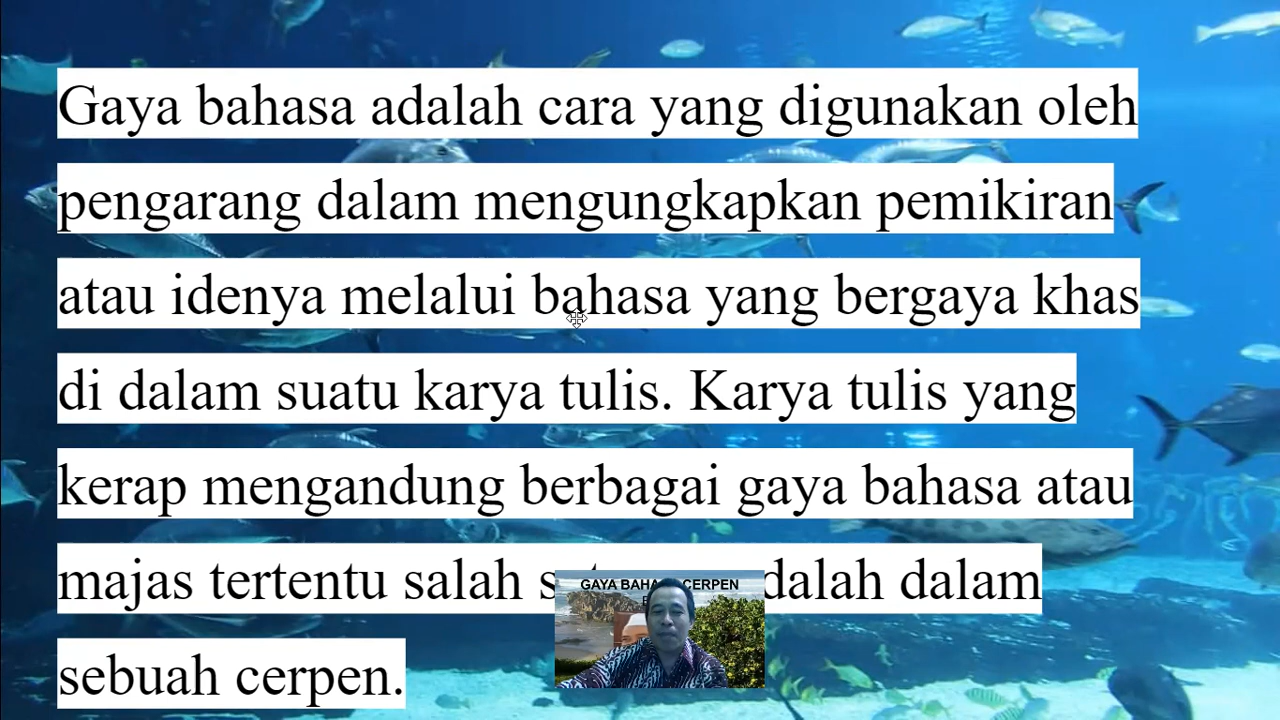 Gaya bahasa adalah cara yang digunakan oleh
pengarang dalam mengungkapkan pemikiran
atau idenya melalui bahasa yang bergaya khas
di dalam suatu karya tulis. Karya tulis yang
kerap mengandung berbagai gaya bahasa atau
majas tertentu salah dalam
sebuah cerpen.
GAYA CERPEN